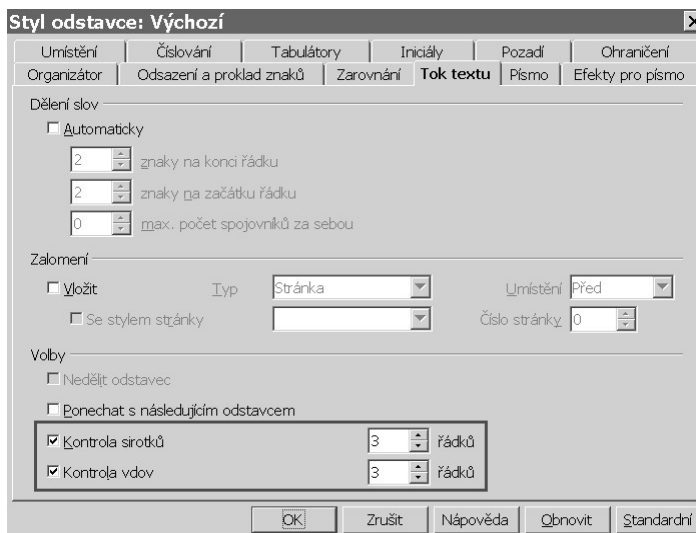 Styl odstavce: Výchozí
Umístění Číslování Tabulátory Iniciály Pozadí Ohraničení
Organizátor Odsazení a proklad znaků Zarovnání Tok textu Písmo Efekty pro písmo
Dělení slov
Automaticky
2 znaky na konci řádku
2 znaky na začátku řádku
0 max. počet spojovníků za sebou
Zalomení
Vložit Typ Stránka Umístění Před
Se stylem stránky Číslo stránky 0
Volby
Nedělit odstavec
Ponechat s následujícím odstavcem
Kontrola sirotků 3 řádků
Kontrola vdov 3 řádků
OK Zrušit Nápověda Obnovit Standardní